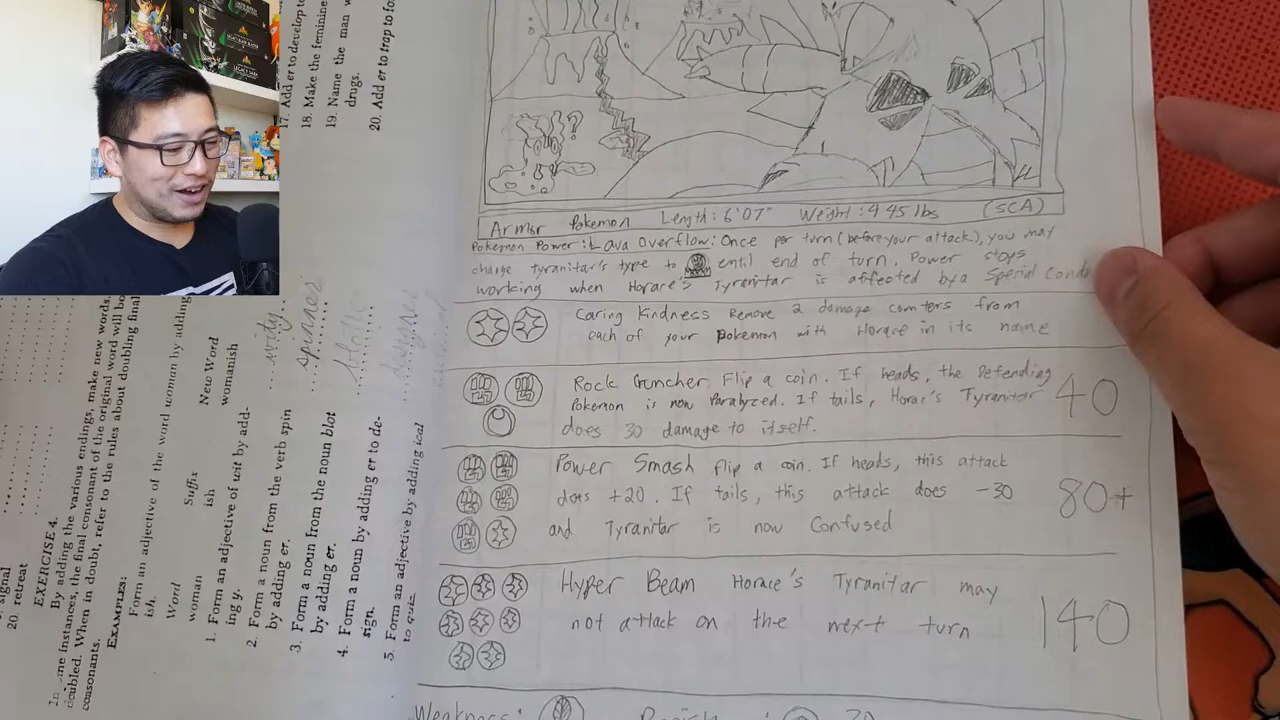 17. Add er to develop to
18. Make the feminine
19. Name the man w
drugs.
20. Add er to trap to for
signal
20 retreat
EXERCISE 4.
By adding the various endings, make new words.
In some instances, the final consonant of the original word will be
doubled. When in doubt, refer to the rules about doubling final
consonants.
EXAMPLES:
Form an adjective of the word woman by adding
ish.
Word Suffix New Word
woman ish womanish
1. Form an adjective of wit by add-
ing y.
witty
2. Form a noun from the verb spin
by adding er.
spinner
3. Form a noun from the noun blot
by adding er.
4. Form a noun by adding er to de-
sign.
5. Form an adjective by adding ical
to quiz.
Armor Pokemon Length: 6'07" Weight: 445 lbs (SCA)
Pokemon Power: Lava Overflow: Once per turn (before your attack), you may
change tyranitar's type to until end of turn. Power stops
working when Horace's Tyranitar is affected by a Special Cond
Caring Kindness Remove 2 damage counters from
each of your Pokemon with Horace in its name
Rock Cruncher. Flip a coin. If heads, the Defending
Pokemon is now Paralyzed. If tails, Horac's Tyranitar
does 30 damage to itself.
40
Power Smash Flip a coin. If heads, this attack
does +20. If tails, this attack does -30
and Tyranitar is now Confused
80+
Hyper Beam Horace's Tyranitar may
not attack on the next turn
140
Weakness:
30